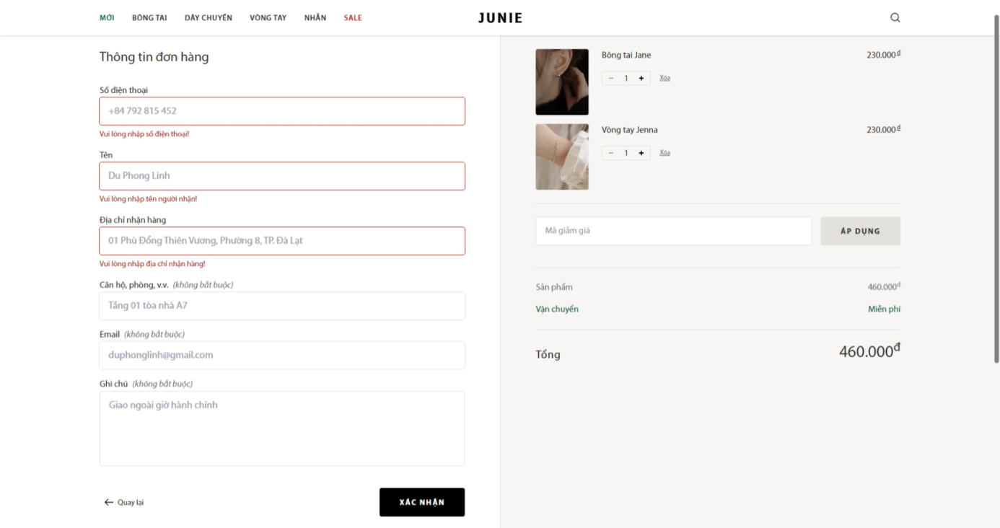 MỚI BÔNG TAI DÂY CHUYỀN VÒNG TAY NHẪN SALE JUNIE
Thông tin đơn hàng
Số điện thoại
+84 792 815 452
Vui lòng nhập số điện thoại!
Tên
Du Phong Linh
Vui lòng nhập tên người nhận!
Địa chỉ nhận hàng
01 Phù Đổng Thiên Vương, Phường 8, TP. Đà Lạt
Vui lòng nhập địa chỉ nhận hàng!
Căn hộ, phòng, v.v. (không bắt buộc)
Tầng 01 tòa nhà A7
Email (không bắt buộc)
duphonglinh@gmail.com
Ghi chú (không bắt buộc)
Giao ngoài giờ hành chính
← Quay lại XÁC NHẬN
Bông tai Jane 230.000đ
− 1 + Xóa
Vòng tay Jenna 230.000đ
− 1 + Xóa
Mã giảm giá ÁP DỤNG
Sản phẩm 460.000đ
Vận chuyển Miễn phí
Tổng 460.000đ